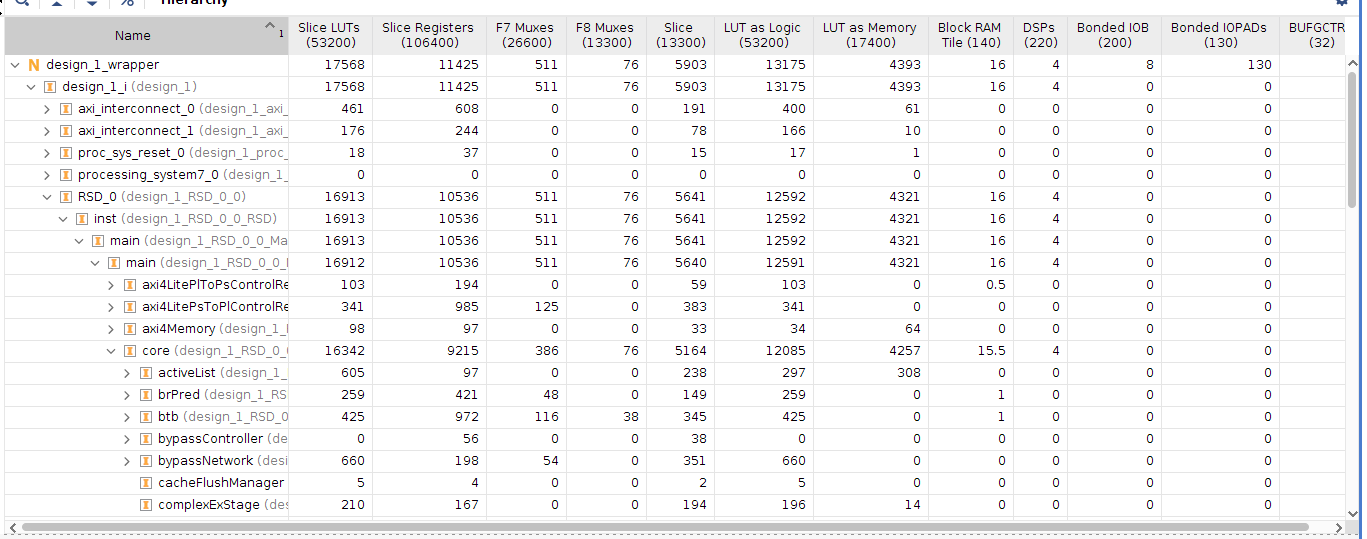 Hierarchy
Name 1 Slice LUTs (53200) Slice Registers (106400) F7 Muxes (26600) F8 Muxes (13300) Slice (13300) LUT as Logic (53200) LUT as Memory (17400) Block RAM Tile (140) DSPs (220) Bonded IOB (200) Bonded IOPADs (130) BUFGCTR (32)
N design_1_wrapper 17568 11425 511 76 5903 13175 4393 16 4 8 130
I design_1_i (design_1) 17568 11425 511 76 5903 13175 4393 16 4 0 0
I axi_interconnect_0 (design_1_axi_ 461 608 0 0 191 400 61 0 0 0 0
I axi_interconnect_1 (design_1_axi_ 176 244 0 0 78 166 10 0 0 0 0
I proc_sys_reset_0 (design_1_proc_ 18 37 0 0 15 17 1 0 0 0 0
I processing_system7_0 (design_1_ 0 0 0 0 0 0 0 0 0 0 0
I RSD_0 (design_1_RSD_0_0) 16913 10536 511 76 5641 12592 4321 16 4 0 0
I inst (design_1_RSD_0_0_RSD) 16913 10536 511 76 5641 12592 4321 16 4 0 0
I main (design_1_RSD_0_0_Ma 16913 10536 511 76 5641 12592 4321 16 4 0 0
I main (design_1_RSD_0_0_ 16912 10536 511 76 5640 12591 4321 16 4 0 0
I axi4LitePlToPsControlRe 103 194 0 0 59 103 0 0.5 0 0 0
I axi4LitePsToPlControlRe 341 985 125 0 383 341 0 0 0 0 0
I axi4Memory (design_1_ 98 97 0 0 33 34 64 0 0 0 0
I core (design_1_RSD_0_ 16342 9215 386 76 5164 12085 4257 15.5 4 0 0
I activeList (design_1_ 605 97 0 0 238 297 308 0 0 0 0
I brPred (design_1_RS 259 421 48 0 149 259 0 1 0 0 0
I btb (design_1_RSD_0 425 972 116 38 345 425 0 1 0 0 0
I bypassController (de 0 56 0 0 38 0 0 0 0 0 0
I bypassNetwork (desi 660 198 54 0 351 660 0 0 0 0 0
I cacheFlushManager 5 4 0 0 2 5 0 0 0 0 0
I complexExStage (des 210 167 0 0 194 196 14 0 0 0 0